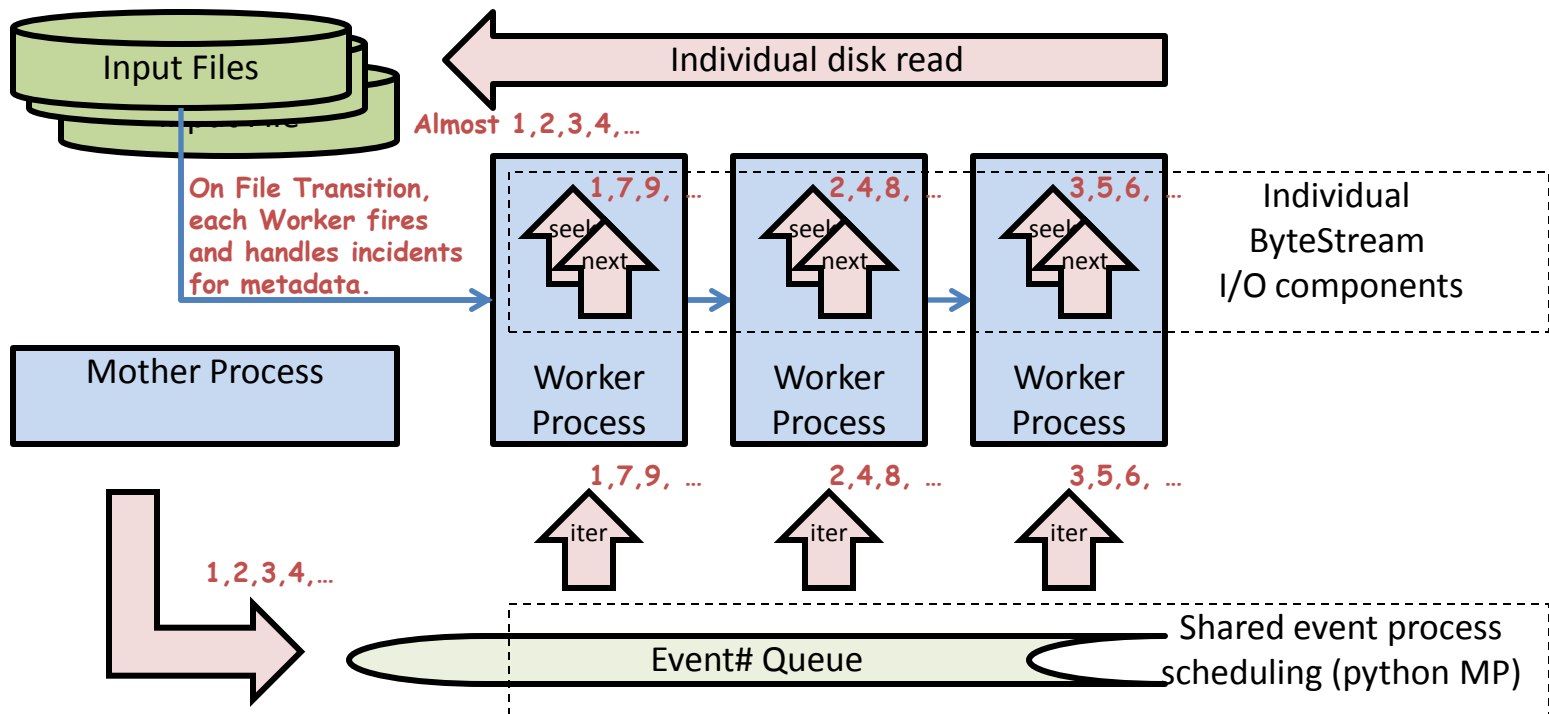 Input Files
Individual disk read
Almost 1,2,3,4,…
On File Transition,
each Worker fires
and handles incidents
for metadata.
1,7,9, …
2,4,8, …
3,5,6, …
seek
next
seek
next
seek
next
Individual
ByteStream
I/O components
Mother Process
Worker
Process
Worker
Process
Worker
Process
1,7,9, …
2,4,8, …
3,5,6, …
iter
iter
iter
1,2,3,4,…
Event# Queue
Shared event process
scheduling (python MP)